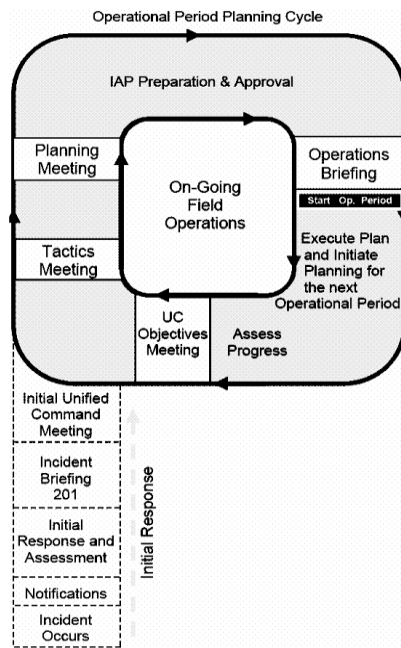 Operational Period Planning Cycle
IAP Preparation & Approval
Planning
Meeting
On-Going
Field
Operations
Operations
Briefing
Start Op. Period
Tactics
Meeting
Execute Plan
and Initiate
Planning for
the next
Operational Period
UC
Objectives
Meeting
Assess
Progress
Initial Unified
Command
Meeting
Incident
Briefing
201
Initial
Response and
Assessment
Notifications
Incident
Occurs
Initial Response